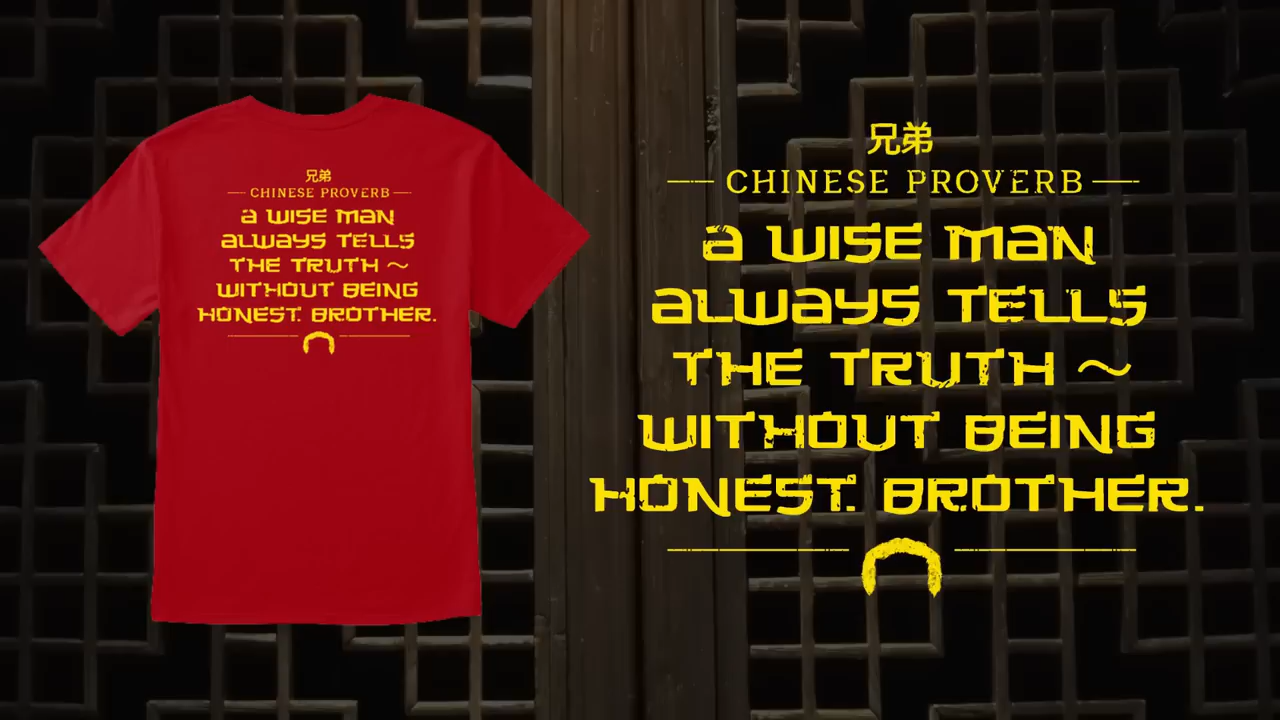 兄弟
CHINESE PROVERB
A WISE MAN
ALWAYS TELLS
THE TRUTH ~
WITHOUT BEING
HONEST. BROTHER.
兄弟
CHINESE PROVERB
A WISE MAN
ALWAYS TELLS
THE TRUTH ~
WITHOUT BEING
HONEST. BROTHER.